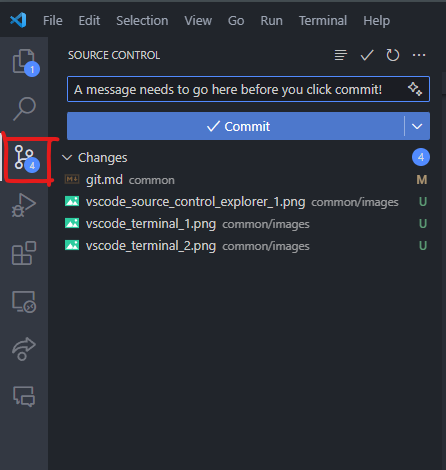 File Edit Selection View Go Run Terminal Help
SOURCE CONTROL
1
A message needs to go here before you click commit!
Commit
4
Changes 4
git.md common M
vscode_source_control_explorer_1.png common/images U
vscode_terminal_1.png common/images U
vscode_terminal_2.png common/images U